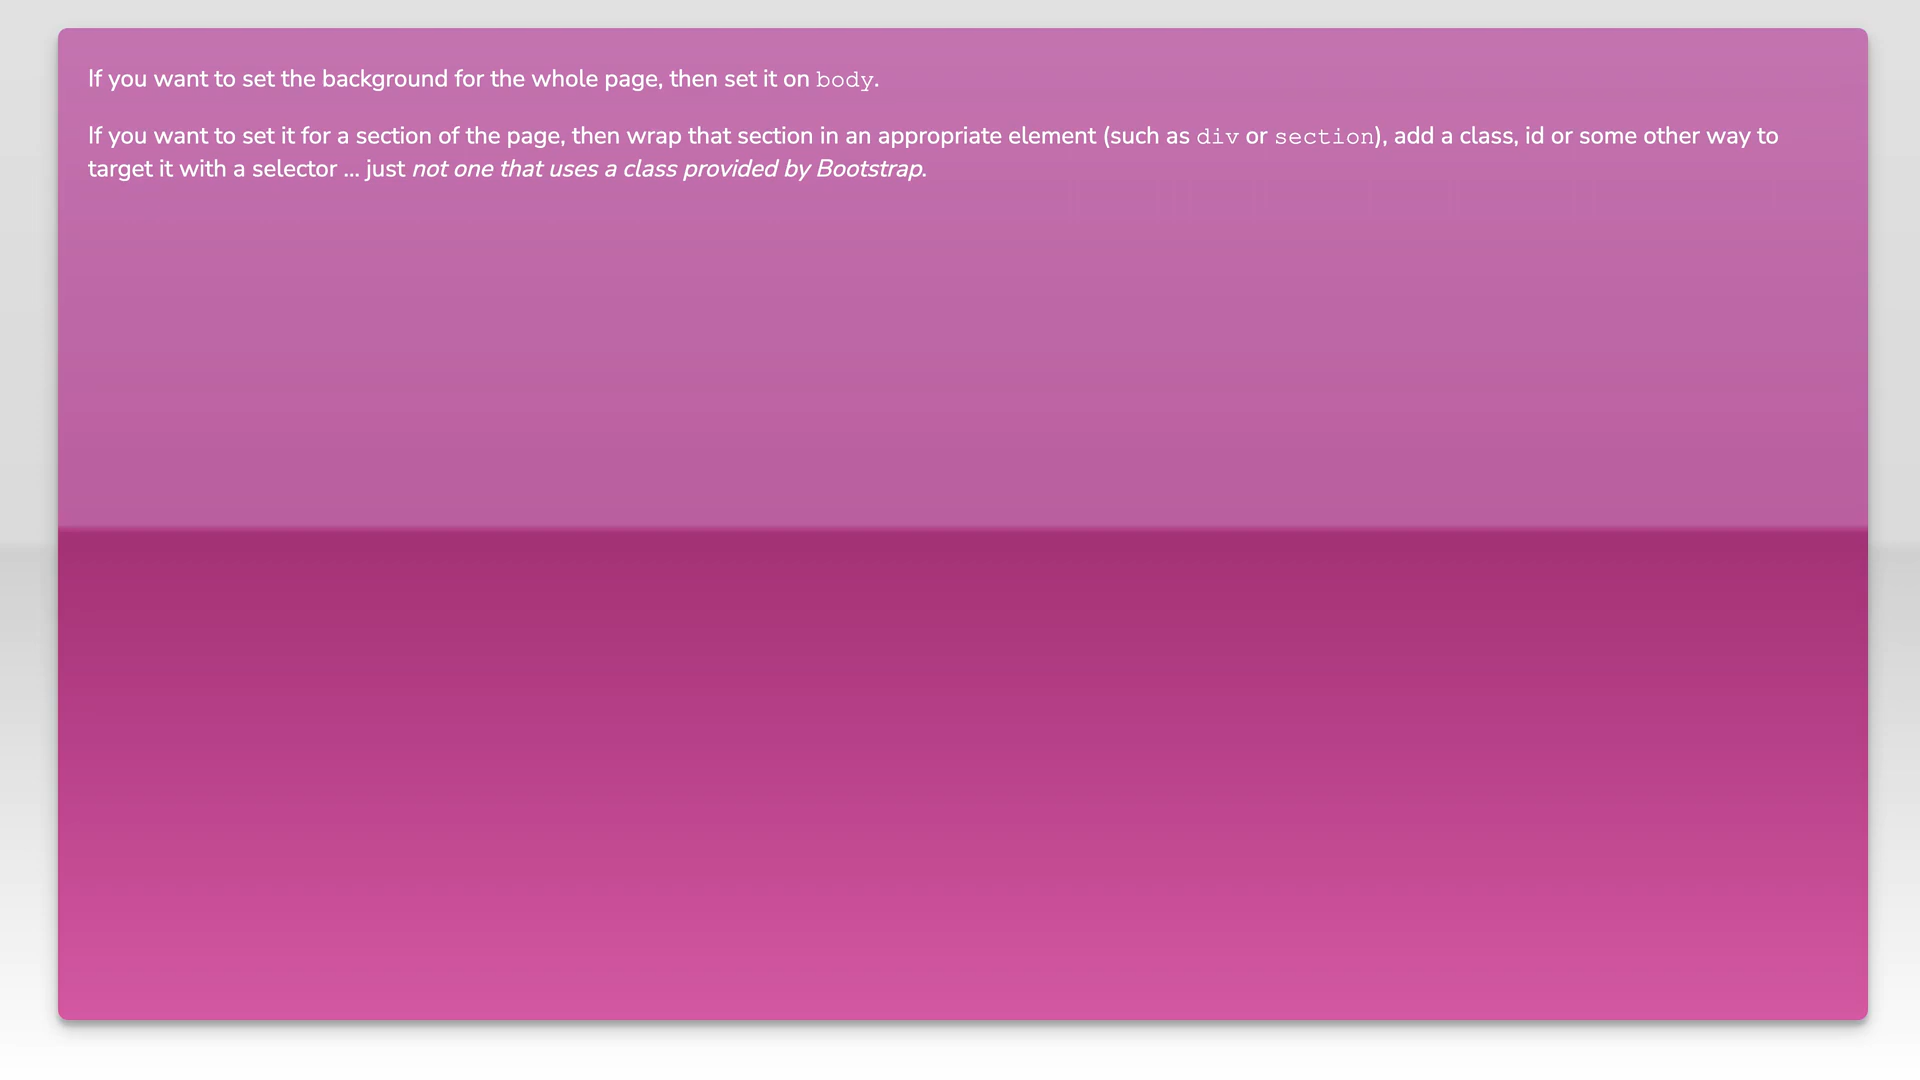 If you want to set the background for the whole page, then set it on body.
If you want to set it for a section of the page, then wrap that section in an appropriate element (such as div or section), add a class, id or some other way to
target it with a selector ... just not one that uses a class provided by Bootstrap.